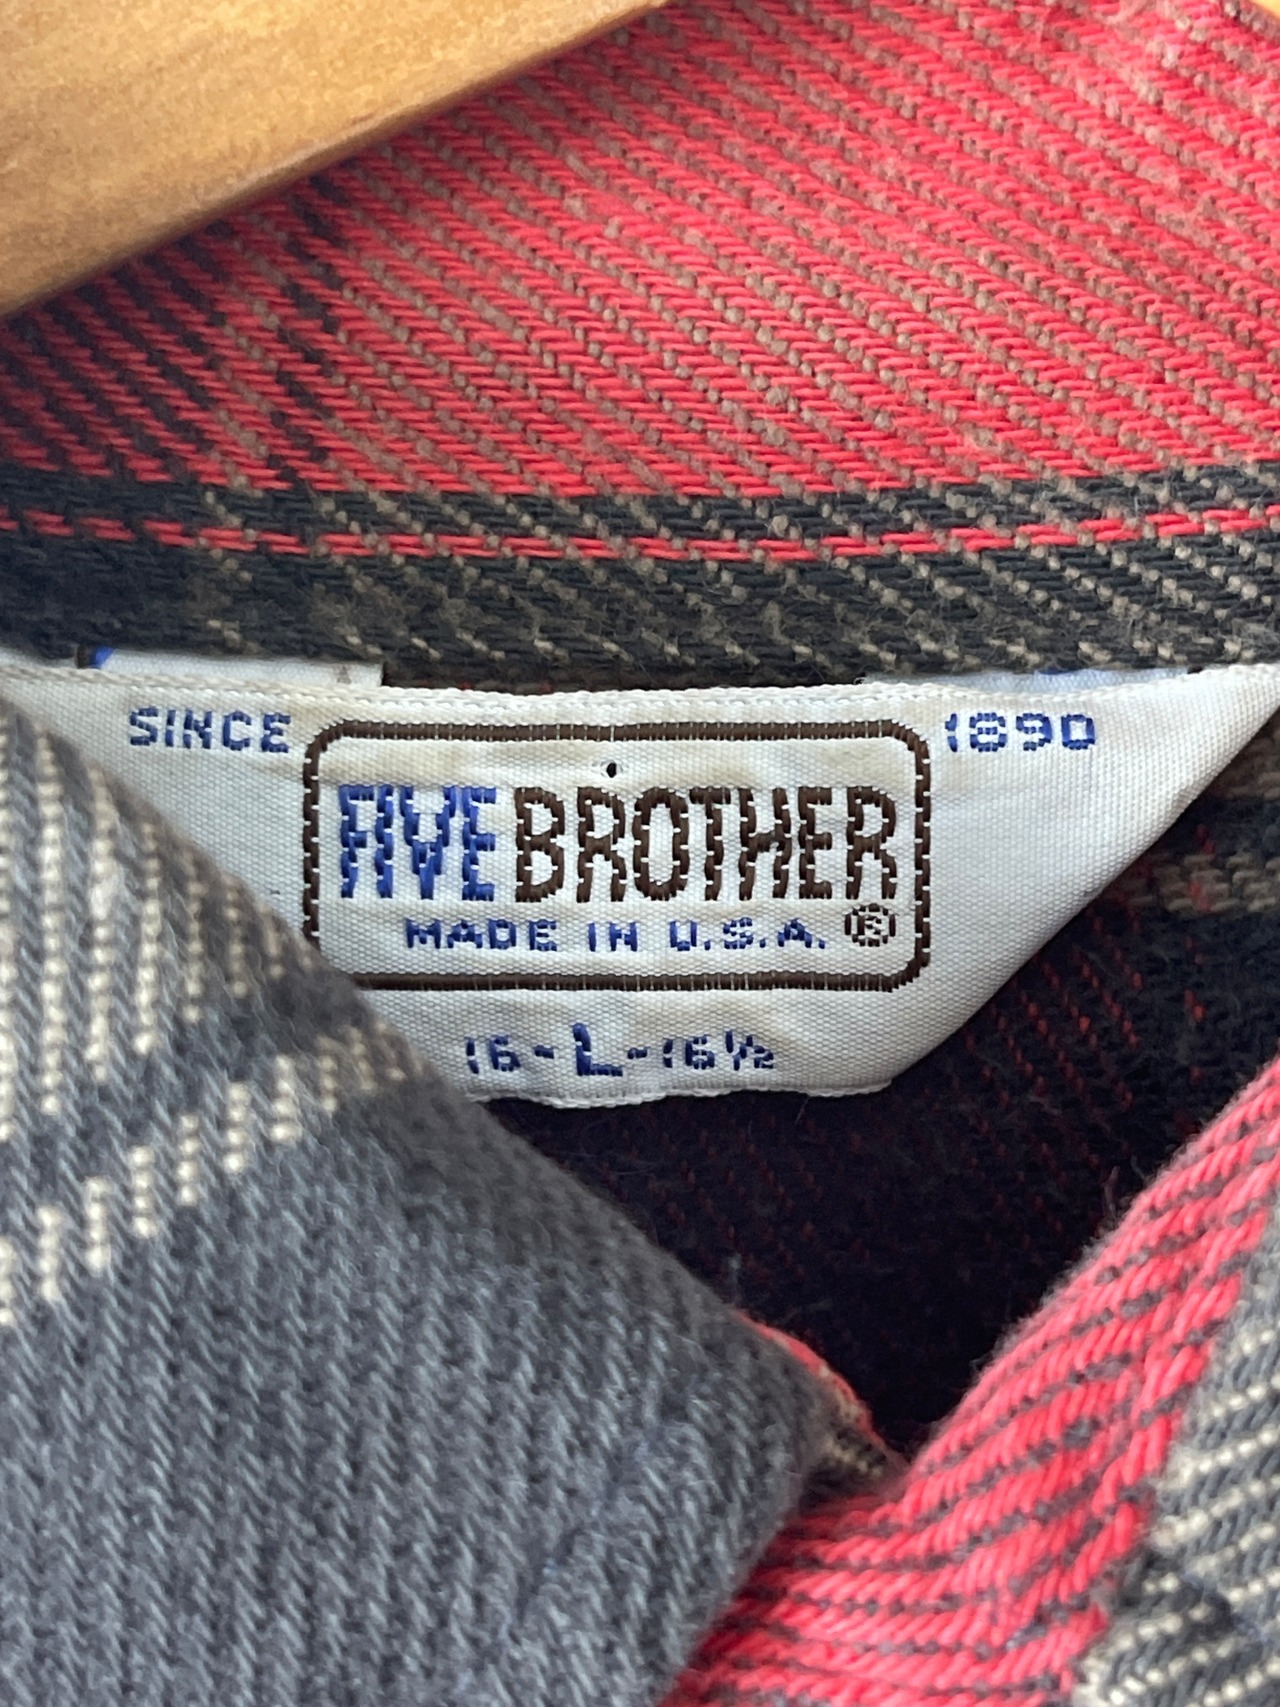 SINCE 1890
FIVE BROTHER
MADE IN U.S.A. ®
16-L-16½